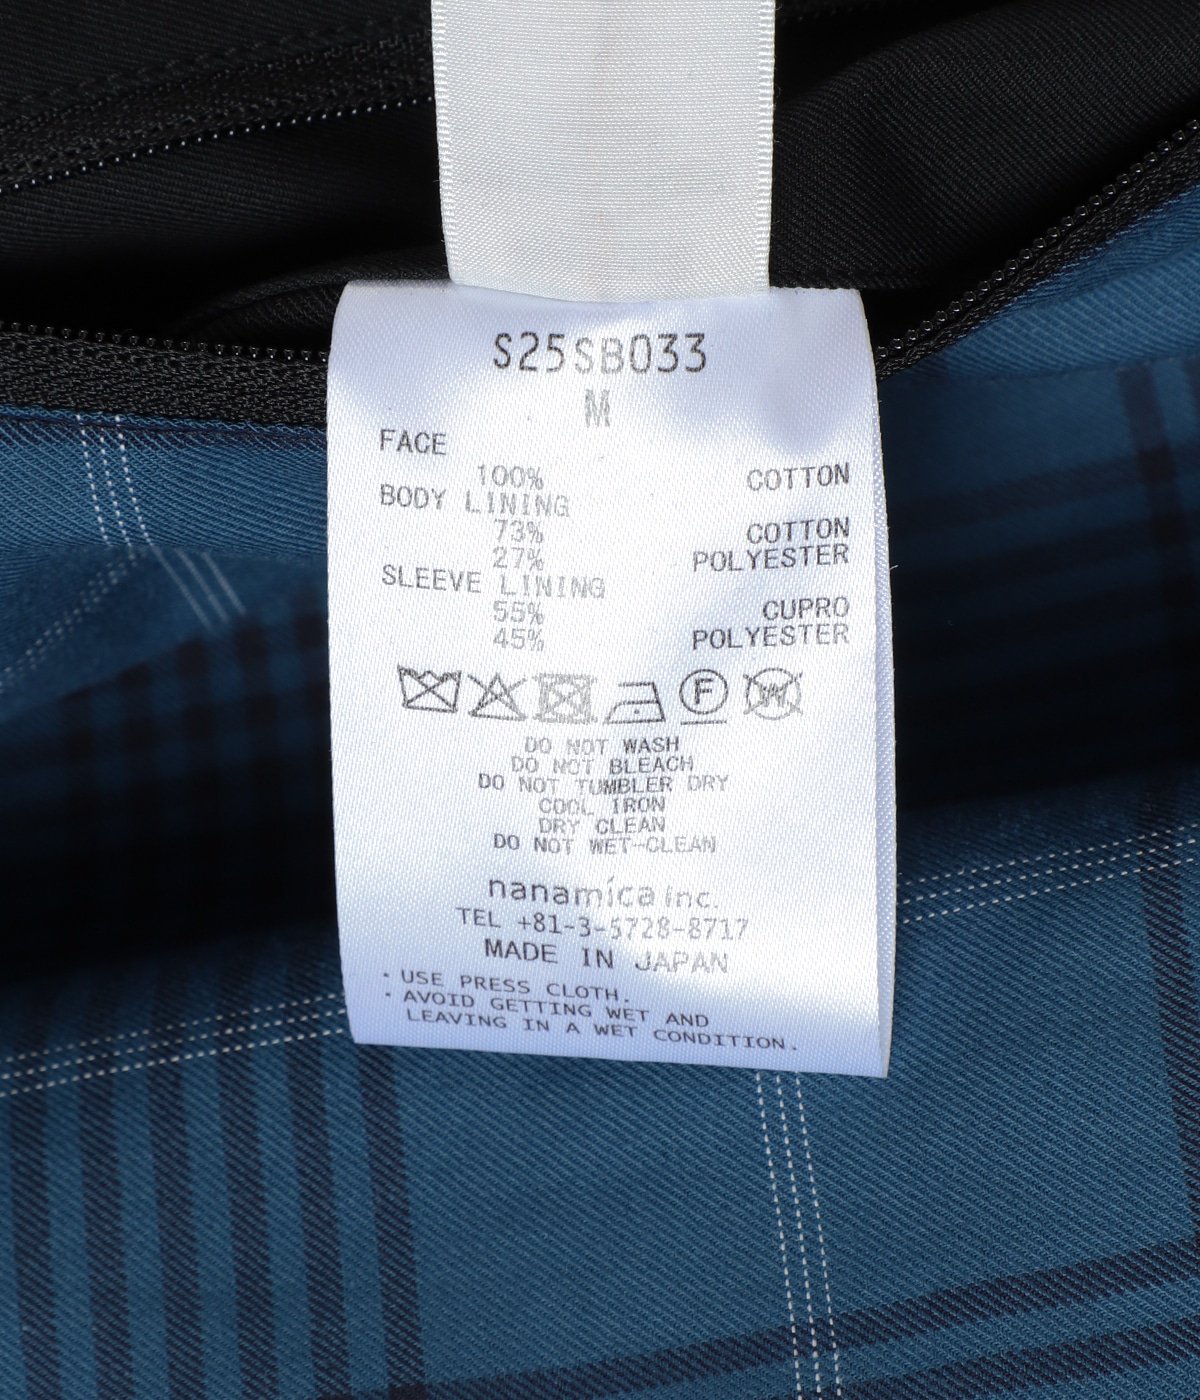 S25SB033
M
FACE
100% COTTON
BODY LINING
73% COTTON
27% POLYESTER
SLEEVE LINING
55% CUPRO
45% POLYESTER
F W
DO NOT WASH
DO NOT BLEACH
DO NOT TUMBLER DRY
COOL IRON
DRY CLEAN
DO NOT WET-CLEAN
nanamíca inc.
TEL +81-3-5728-8717
MADE IN JAPAN
・USE PRESS CLOTH.
・AVOID GETTING WET AND
LEAVING IN A WET CONDITION.